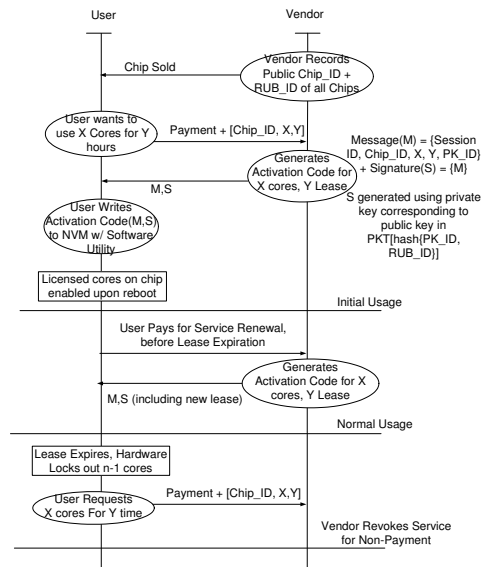 User
Vendor
Chip Sold
Vendor Records
Public Chip_ID +
RUB_ID of all Chips
User wants to
use X Cores for Y
hours
Payment + [Chip_ID, X,Y]
Generates
Activation Code for
X cores, Y Lease
Message(M) = {Session
ID, Chip_ID, X, Y, PK_ID}
+ Signature(S) = {M}
S generated using private
key corresponding to
public key in
PKT[hash{PK_ID,
RUB_ID}]
M,S
User Writes
Activation Code(M,S)
to NVM w/ Software
Utility
Licensed cores on chip
enabled upon reboot
Initial Usage
User Pays for Service Renewal,
before Lease Expiration
Generates
Activation Code for X
cores, Y Lease
M,S (including new lease)
Normal Usage
Lease Expires, Hardware
Locks out n-1 cores
User Requests
X cores For Y time
Payment + [Chip_ID, X,Y]
Vendor Revokes Service
for Non-Payment
User
Vendor